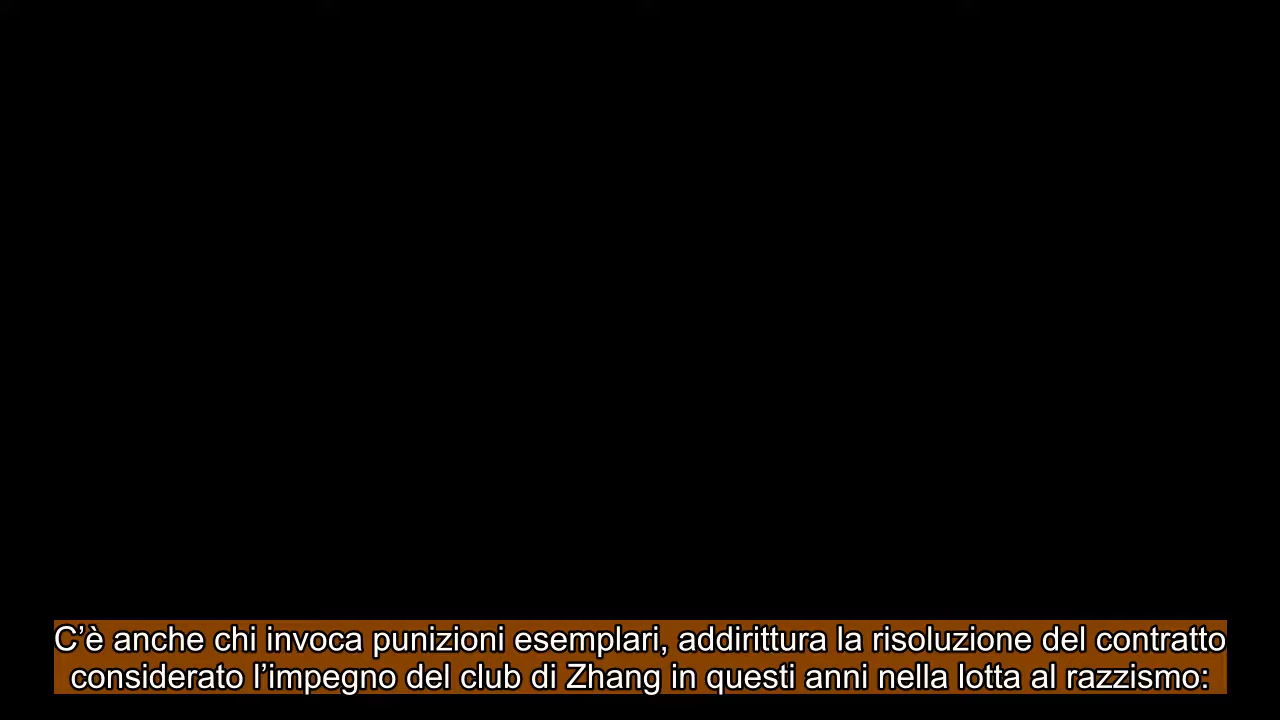 C’è anche chi invoca punizioni esemplari, addirittura la risoluzione del contratto
considerato l’impegno del club di Zhang in questi anni nella lotta al razzismo: